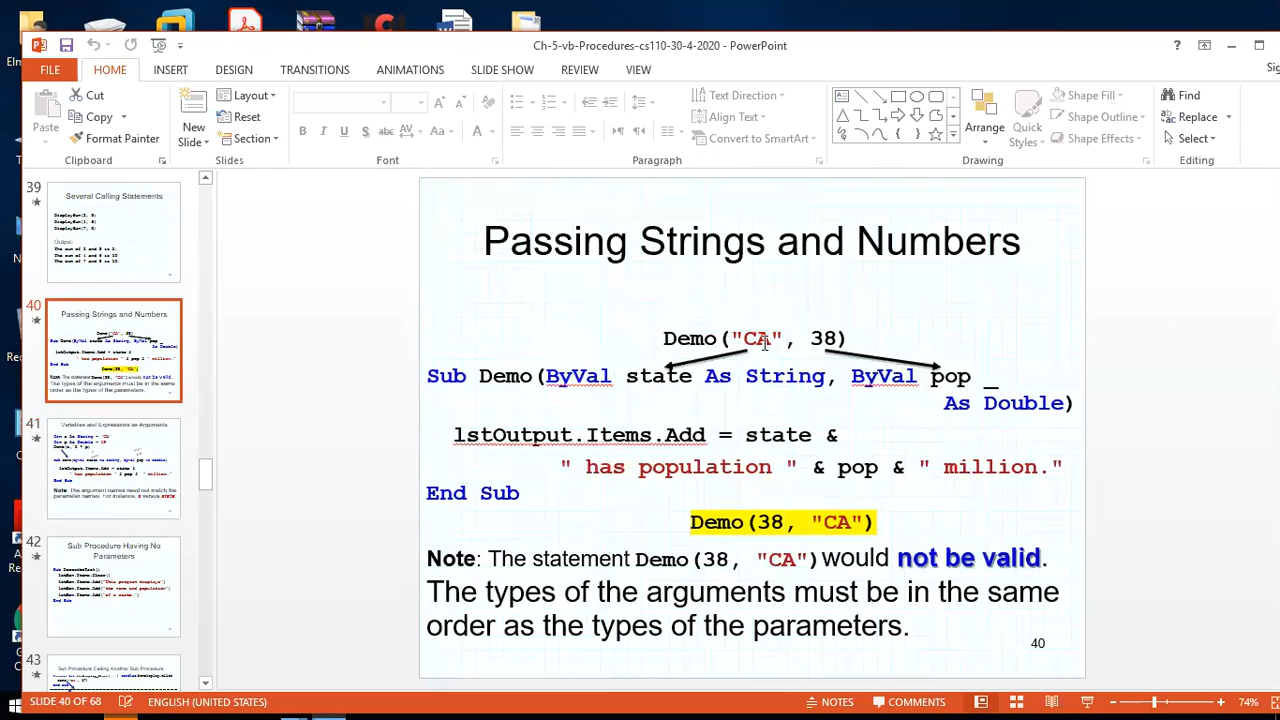 Ch-5-vb-Procedures-cs110-30-4-2020 - PowerPoint
FILE HOME INSERT DESIGN TRANSITIONS ANIMATIONS SLIDE SHOW REVIEW VIEW
Paste
Cut
Copy
Format Painter
Clipboard
New Slide
Layout
Reset
Section
Slides
Font
Text Direction
Align Text
Convert to SmartArt
Paragraph
Arrange
Quick Styles
Shape Fill
Shape Outline
Shape Effects
Drawing
Find
Replace
Select
Editing
39
Several Calling Statements
40
Passing Strings and Numbers
41
Variables and Expressions as Arguments
42
Sub Procedure Having No
Parameters
43
Sub Procedure Calling Another Sub Procedure
Passing Strings and Numbers
Demo("CA", 38)
Sub Demo(ByVal state As String, ByVal pop _
As Double)
lstOutput.Items.Add = state &
" has population " & pop & " million."
End Sub
Demo(38, "CA")
Note: The statement Demo(38, "CA")would not be valid.
The types of the arguments must be in the same
order as the types of the parameters.
40
SLIDE 40 OF 68 ENGLISH (UNITED STATES) NOTES COMMENTS 74%